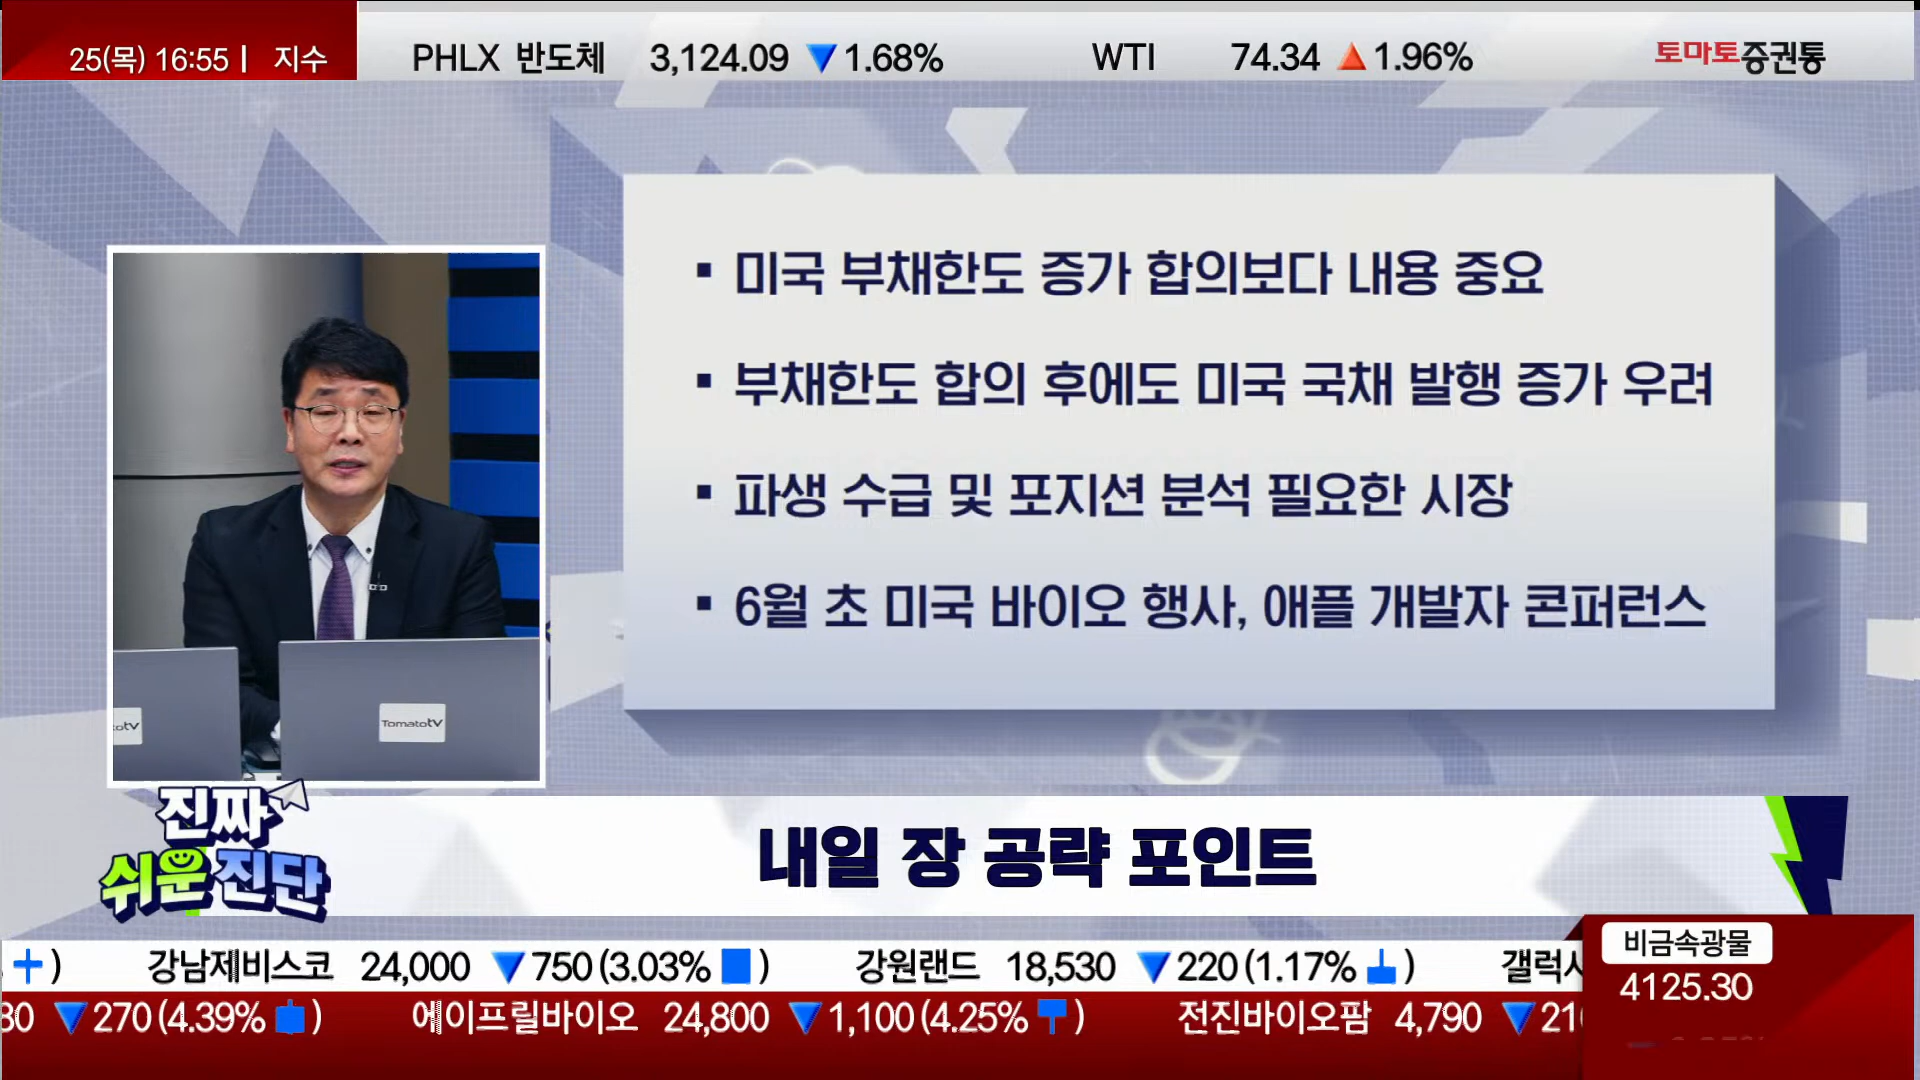 25(목) 16:55 | 지수 PHLX 반도체 3,124.09 ▼1.68% WTI 74.34 ▲1.96% 토마토증권통
▪ 미국 부채한도 증가 합의보다 내용 중요
▪ 부채한도 합의 후에도 미국 국채 발행 증가 우려
▪ 파생 수급 및 포지션 분석 필요한 시장
▪ 6월 초 미국 바이오 행사, 애플 개발자 콘퍼런스
TomatoTV
진짜
쉬운 진단
내일 장 공략 포인트
) 강남제비스코 24,000 ▼750 (3.03% ) 강원랜드 18,530 ▼220 (1.17% )
▼270 (4.39% ) 에이프릴바이오 24,800 ▼1,100 (4.25% ) 전진바이오팜 4,790 ▼
비금속광물
4125.30